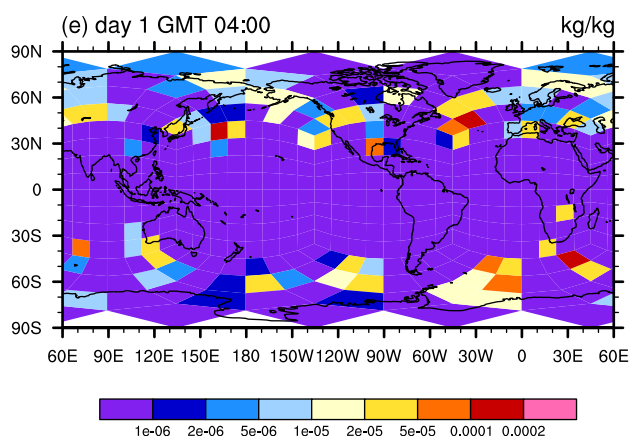 (e) day 1 GMT 04:00 kg/kg
90N
60N
30N
0
30S
60S
90S
60E 90E 120E 150E 180 150W 120W 90W 60W 30W 0 30E 60E
1e-06 2e-06 5e-06 1e-05 2e-05 5e-05 0.0001 0.0002